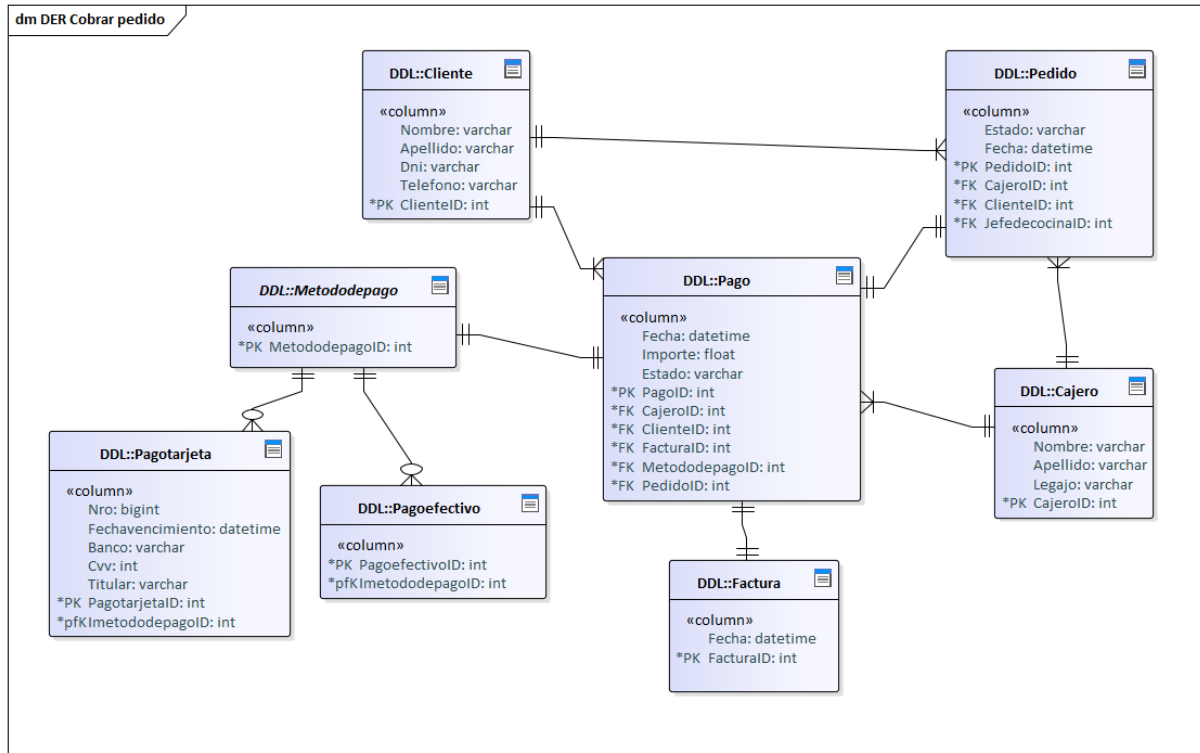 dm DER Cobrar pedido
DDL::Cliente
«column»
Nombre: varchar
Apellido: varchar
Dni: varchar
Telefono: varchar
*PK ClienteID: int
DDL::Pedido
«column»
Estado: varchar
Fecha: datetime
*PK PedidoID: int
*FK CajeroID: int
*FK ClienteID: int
*FK JefedecocinaID: int
DDL::Metododepago
«column»
*PK MetododepagoID: int
DDL::Pago
«column»
Fecha: datetime
Importe: float
Estado: varchar
*PK PagoID: int
*FK CajeroID: int
*FK ClienteID: int
*FK FacturaID: int
*FK MetododepagoID: int
*FK PedidoID: int
DDL::Cajero
«column»
Nombre: varchar
Apellido: varchar
Legajo: varchar
*PK CajeroID: int
DDL::Pagotarjeta
«column»
Nro: bigint
Fechavencimiento: datetime
Banco: varchar
Cvv: int
Titular: varchar
*PK PagotarjetaID: int
*pfKImetododepagoID: int
DDL::Pagoefectivo
«column»
*PK PagoefectivoID: int
*pfKImetododepagoID: int
DDL::Factura
«column»
Fecha: datetime
*PK FacturaID: int